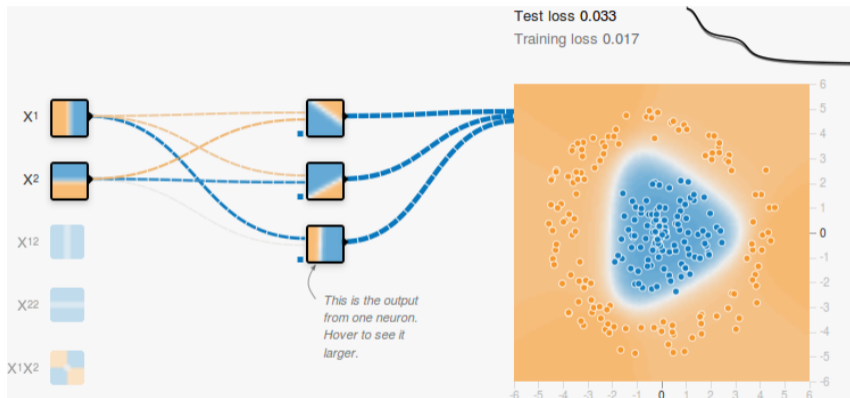 Test loss 0.033
Training loss 0.017
X1
X2
X12
X22
X1X2
This is the output
from one neuron.
Hover to see it
larger.
6
5
4
3
2
1
0
-1
-2
-3
-4
-5
-6
-6 -5 -4 -3 -2 -1 0 1 2 3 4 5 6